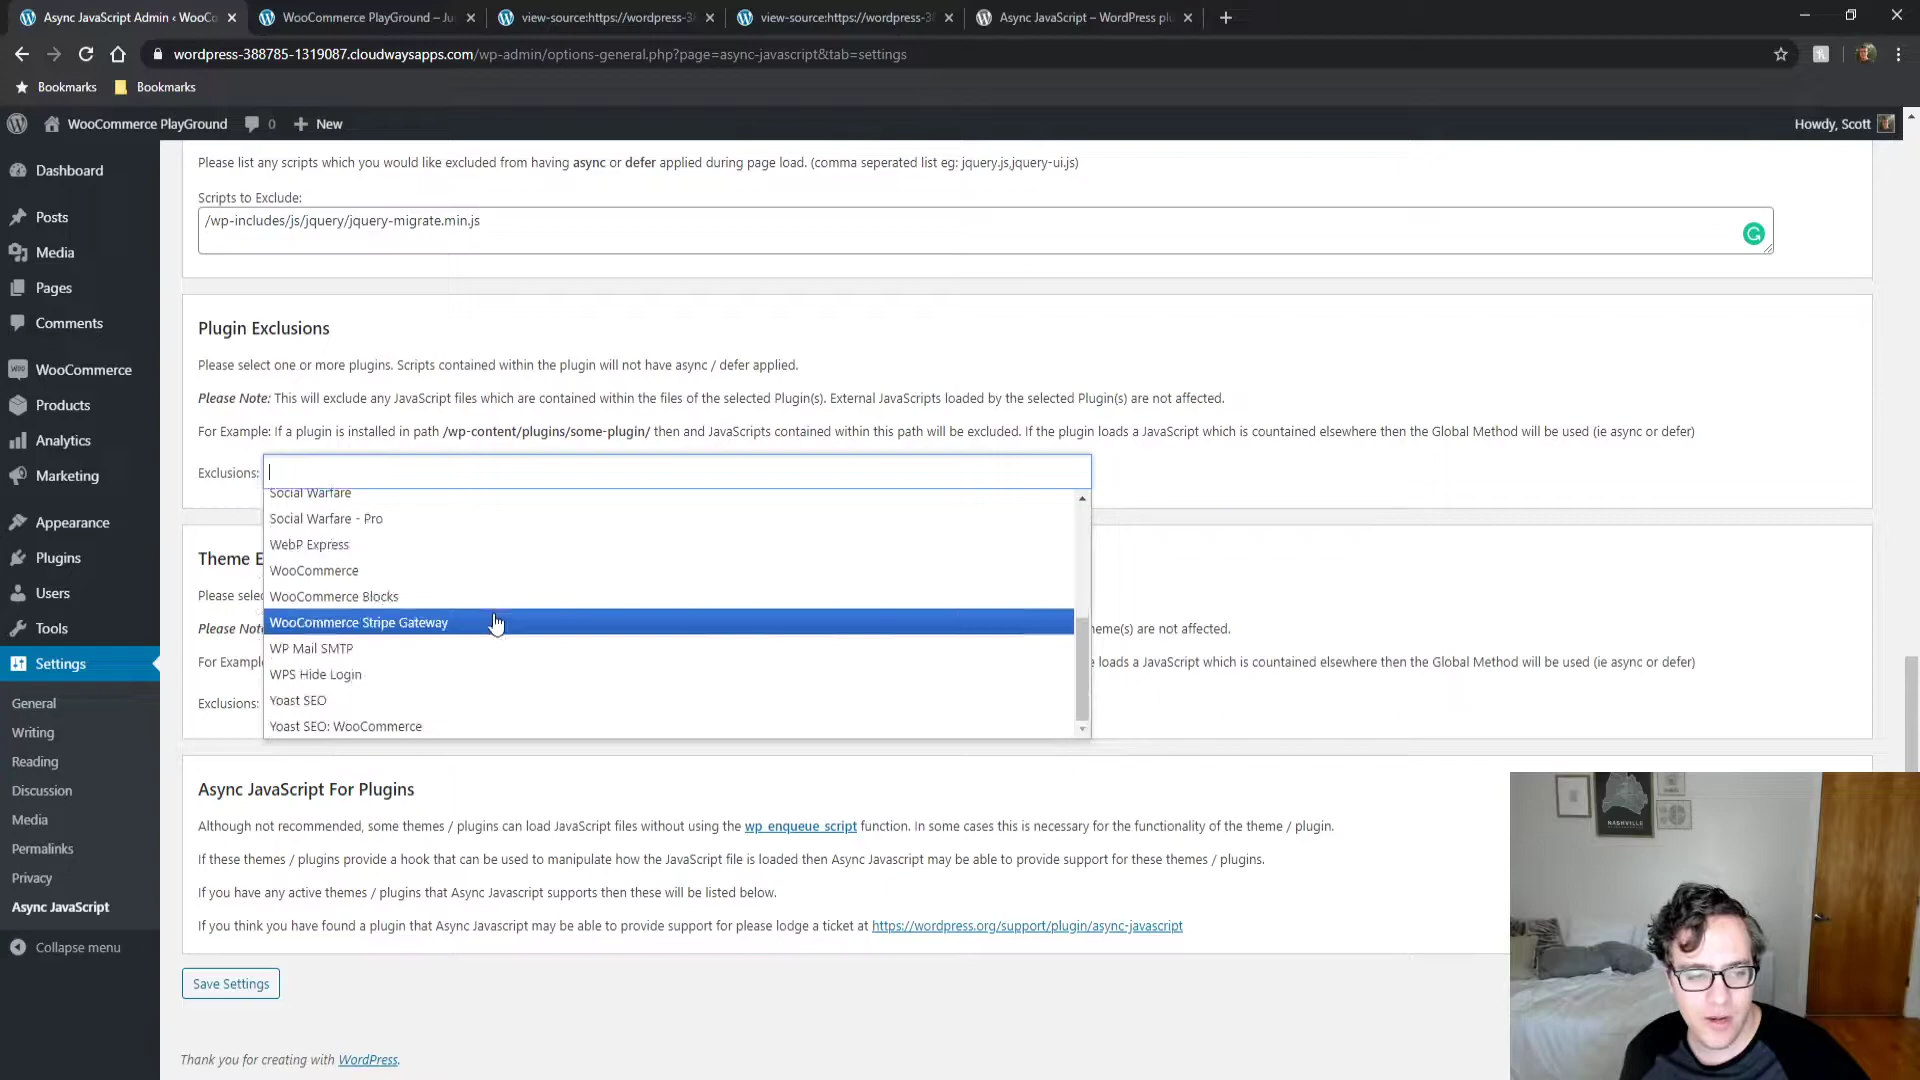 Async JavaScript Admin ‹ WooCo
WooCommerce PlayGround – Ju
view-source:https://wordpress-3
view-source:https://wordpress-3
Async JavaScript – WordPress plu
wordpress-388785-1319087.cloudwaysapps.com/wp-admin/options-general.php?page=async-javascript&tab=settings
Bookmarks
Bookmarks
WooCommerce PlayGround
0
New
Howdy, Scott
Dashboard
Posts
Media
Pages
Comments
WooCommerce
Products
Analytics
Marketing
Appearance
Plugins
Users
Tools
Settings
General
Writing
Reading
Discussion
Media
Permalinks
Privacy
Async JavaScript
Collapse menu
Please list any scripts which you would like excluded from having async or defer applied during page load. (comma seperated list eg: jquery.js,jquery-ui.js)
Scripts to Exclude:
/wp-includes/js/jquery/jquery-migrate.min.js
Plugin Exclusions
Please select one or more plugins. Scripts contained within the plugin will not have async / defer applied.
Please Note: This will exclude any JavaScript files which are contained within the files of the selected Plugin(s). External JavaScripts loaded by the selected Plugin(s) are not affected.
For Example: If a plugin is installed in path /wp-content/plugins/some-plugin/ then and JavaScripts contained within this path will be excluded. If the plugin loads a JavaScript which is countained elsewhere then the Global Method will be used (ie async or defer)
Exclusions:
Social Warfare
Social Warfare - Pro
WebP Express
WooCommerce
WooCommerce Blocks
WooCommerce Stripe Gateway
WP Mail SMTP
WPS Hide Login
Yoast SEO
Yoast SEO: WooCommerce
Theme E
Please selec
Please Not
eme(s) are not affected.
For Exampl
loads a JavaScript which is countained elsewhere then the Global Method will be used (ie async or defer)
Exclusions:
Async JavaScript For Plugins
Although not recommended, some themes / plugins can load JavaScript files without using the wp_enqueue_script function. In some cases this is necessary for the functionality of the theme / plugin.
If these themes / plugins provide a hook that can be used to manipulate how the JavaScript file is loaded then Async Javascript may be able to provide support for these themes / plugins.
If you have any active themes / plugins that Async Javascript supports then these will be listed below.
If you think you have found a plugin that Async Javascript may be able to provide support for please lodge a ticket at https://wordpress.org/support/plugin/async-javascript
Save Settings
Thank you for creating with WordPress.
NASHVILLE